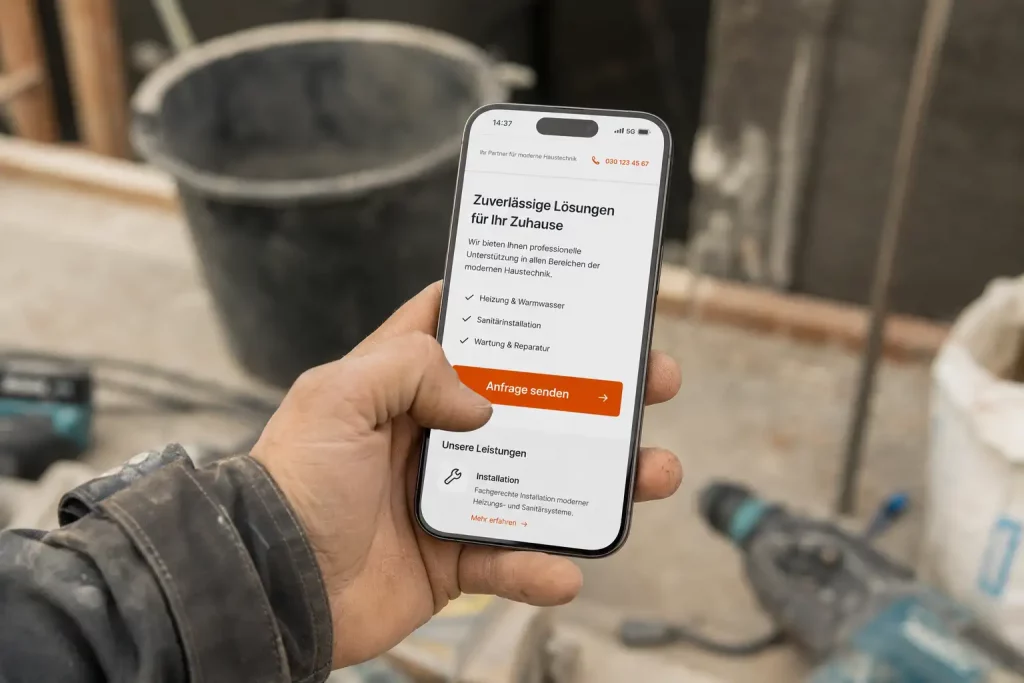 14:37
5G
Ihr Partner für moderne Haustechnik
030 123 45 67
Zuverlässige Lösungen
für Ihr Zuhause
Wir bieten Ihnen professionelle
Unterstützung in allen Bereichen der
modernen Haustechnik.
Heizung & Warmwasser
Sanitärinstallation
Wartung & Reparatur
Anfrage senden →
Unsere Leistungen
Installation
Fachgerechte Installation moderner
Heizungs- und Sanitärsysteme.
Mehr erfahren →